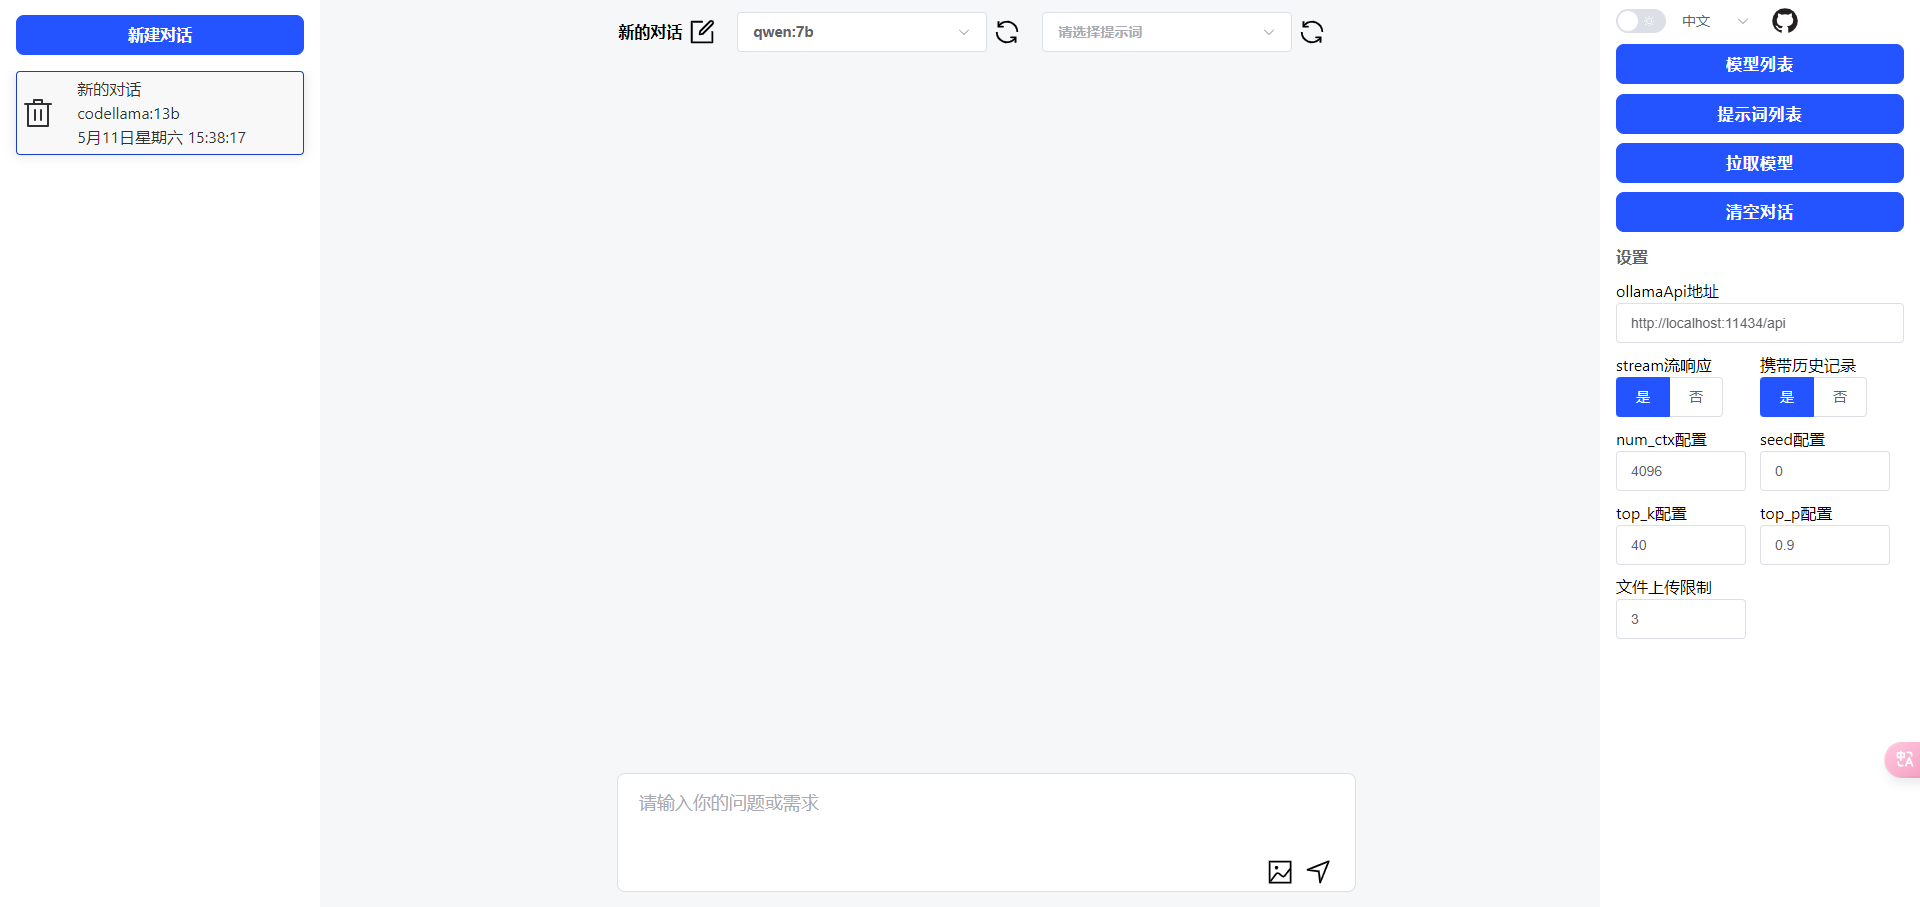 新建对话
新的对话
codellama:13b
5月11日星期六 15:38:17
新的对话
qwen:7b
请选择提示词
请输入你的问题或需求
中文
模型列表
提示词列表
拉取模型
清空对话
设置
ollamaApi地址
http://localhost:11434/api
stream流响应 携带历史记录
是 否 是 否
num_ctx配置 seed配置
4096 0
top_k配置 top_p配置
40 0.9
文件上传限制
3